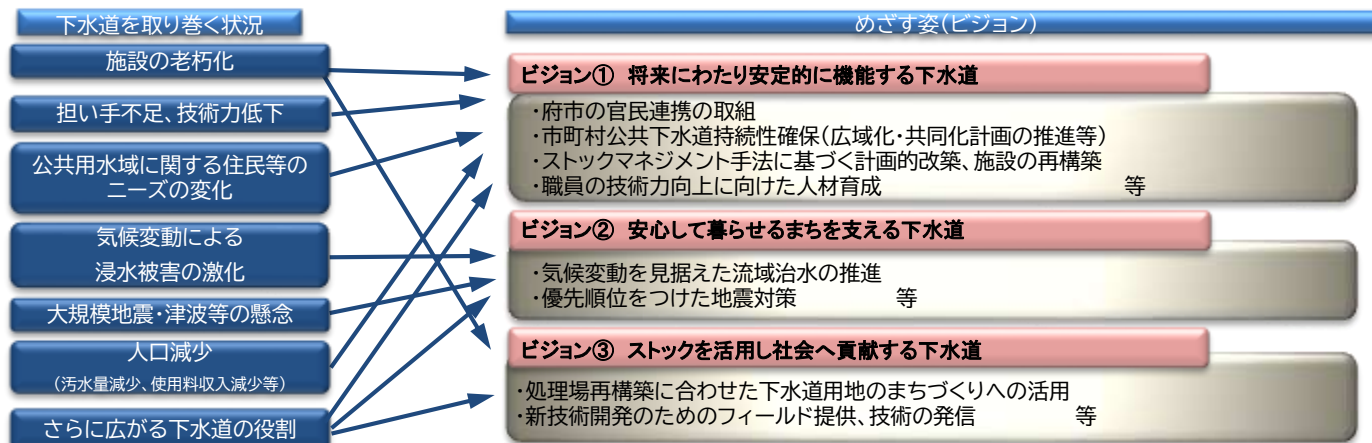 下水道を取り巻く状況
施設の老朽化
担い手不足、技術力低下
公共用水域に関する住民等の
ニーズの変化
気候変動による
浸水被害の激化
大規模地震・津波等の懸念
人口減少
(汚水量減少、使用料収入減少等)
さらに広がる下水道の役割
めざす姿(ビジョン)
ビジョン① 将来にわたり安定的に機能する下水道
・府市の官民連携の取組
・市町村公共下水道持続性確保(広域化・共同化計画の推進等)
・ストックマネジメント手法に基づく計画的改築、施設の再構築
・職員の技術力向上に向けた人材育成 等
ビジョン② 安心して暮らせるまちを支える下水道
・気候変動を見据えた流域治水の推進
・優先順位をつけた地震対策 等
ビジョン③ ストックを活用し社会へ貢献する下水道
・処理場再構築に合わせた下水道用地のまちづくりへの活用
・新技術開発のためのフィールド提供、技術の発信 等